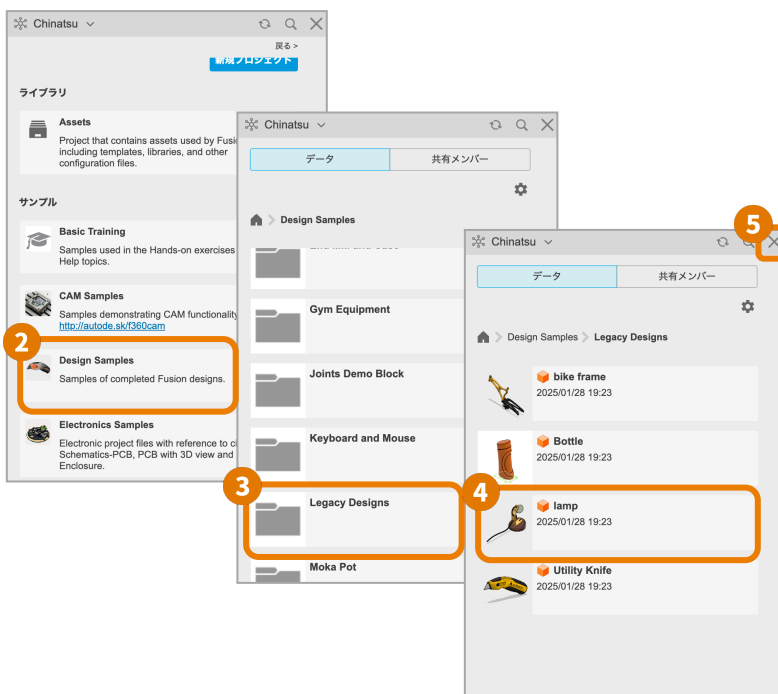 Chinatsu
戻る >
新規プロジェクト
ライブラリ
Assets
Project that contains assets used by Fusi
including templates, libraries, and other
configuration files.
サンプル
Basic Training
Samples used in the Hands-on exercises
Help topics.
CAM Samples
Samples demonstrating CAM functionality
http://autode.sk/f360cam
2
Design Samples
Samples of completed Fusion designs.
Electronics Samples
Electronic project files with reference to c
Schematics-PCB, PCB with 3D view and
Enclosure.
Chinatsu
データ
共有メンバー
Design Samples
Gym Equipment
Joints Demo Block
Keyboard and Mouse
3
Legacy Designs
Moka Pot
5
Chinatsu
データ
共有メンバー
Design Samples > Legacy Designs
bike frame
2025/01/28 19:23
Bottle
2025/01/28 19:23
4
lamp
2025/01/28 19:23
Utility Knife
2025/01/28 19:23